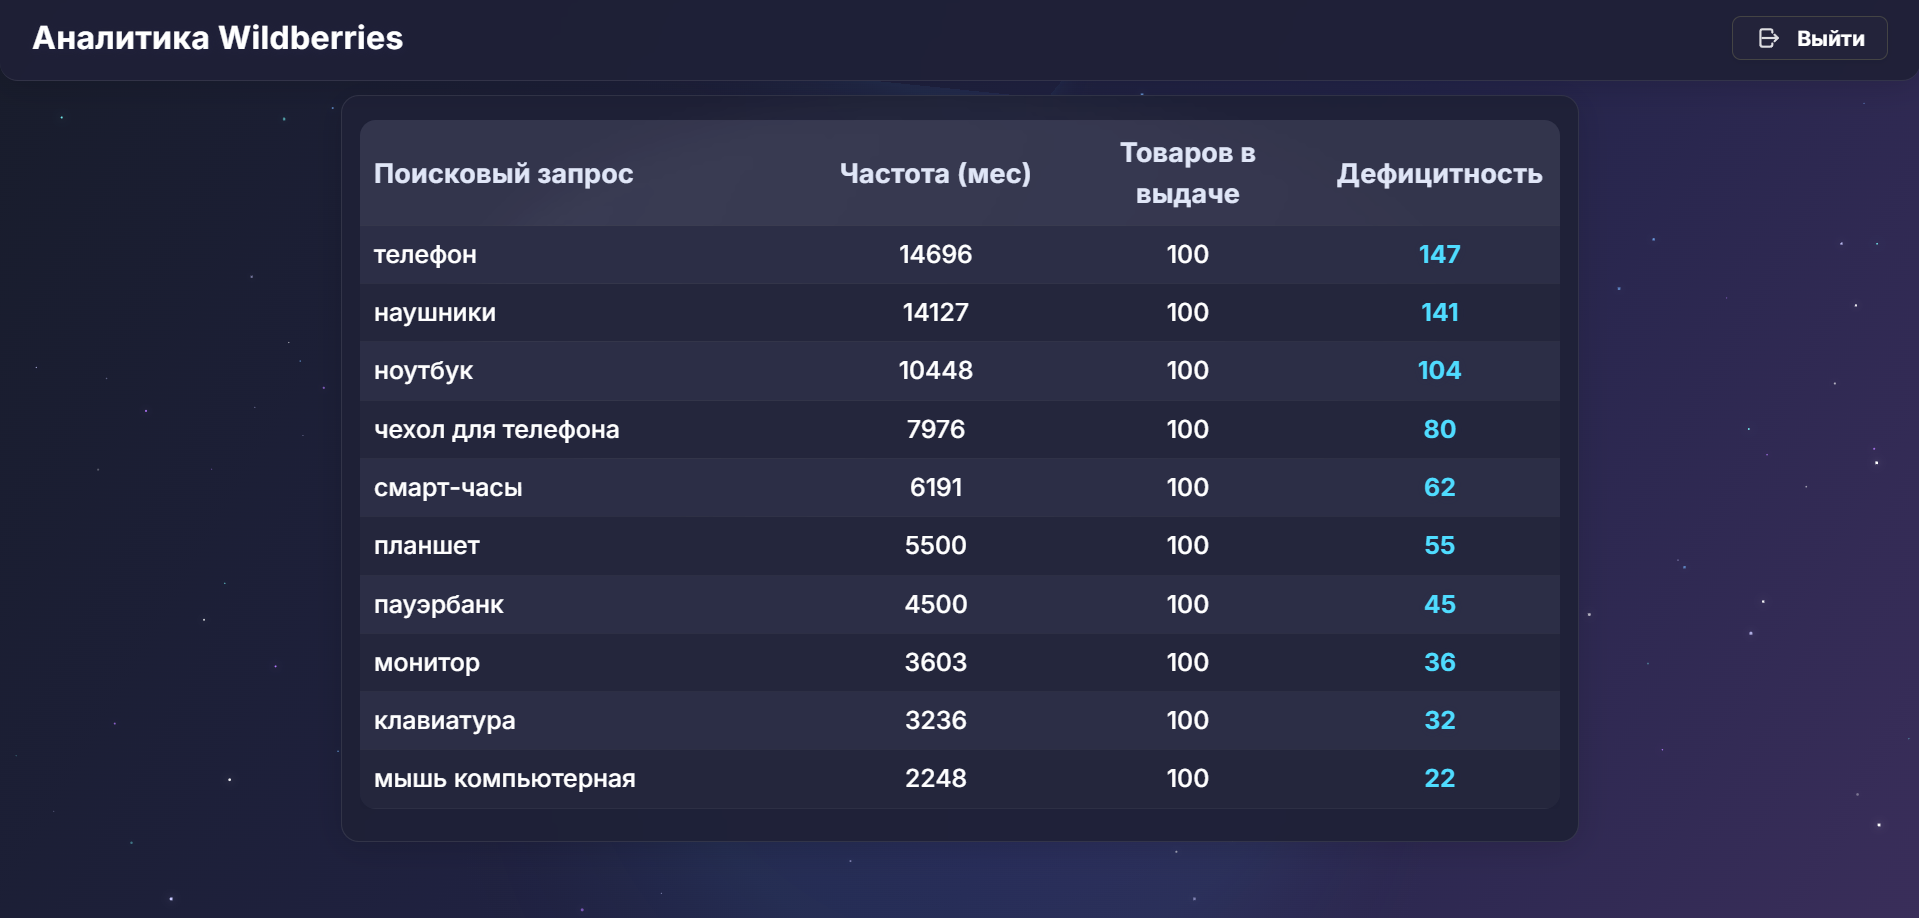 Аналитика Wildberries
Выйти
Поисковый запрос Частота (мес) Товаров в выдаче Дефицитность
телефон 14696 100 147
наушники 14127 100 141
ноутбук 10448 100 104
чехол для телефона 7976 100 80
смарт-часы 6191 100 62
планшет 5500 100 55
пауэрбанк 4500 100 45
монитор 3603 100 36
клавиатура 3236 100 32
мышь компьютерная 2248 100 22